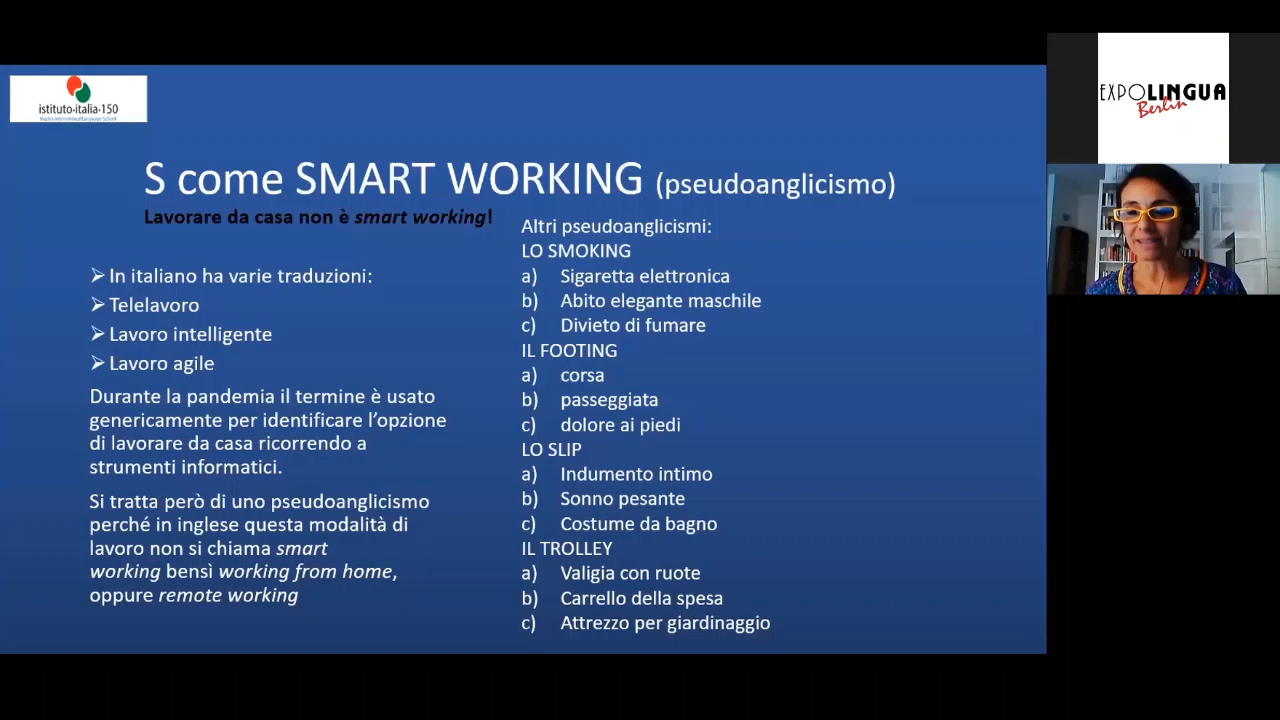 istituto-italia-150
Naples International Language School
S come SMART WORKING (pseudoanglicismo)
Lavorare da casa non è smart working!
In italiano ha varie traduzioni:
Telelavoro
Lavoro intelligente
Lavoro agile
Durante la pandemia il termine è usato
genericamente per identificare l'opzione
di lavorare da casa ricorrendo a
strumenti informatici.
Si tratta però di uno pseudoanglicismo
perché in inglese questa modalità di
lavoro non si chiama smart
working bensì working from home,
oppure remote working
Altri pseudoanglicismi:
LO SMOKING
a) Sigaretta elettronica
b) Abito elegante maschile
c) Divieto di fumare
IL FOOTING
a) corsa
b) passeggiata
c) dolore ai piedi
LO SLIP
a) Indumento intimo
b) Sonno pesante
c) Costume da bagno
IL TROLLEY
a) Valigia con ruote
b) Carrello della spesa
c) Attrezzo per giardinaggio
EXPOLINGUA
Berlin